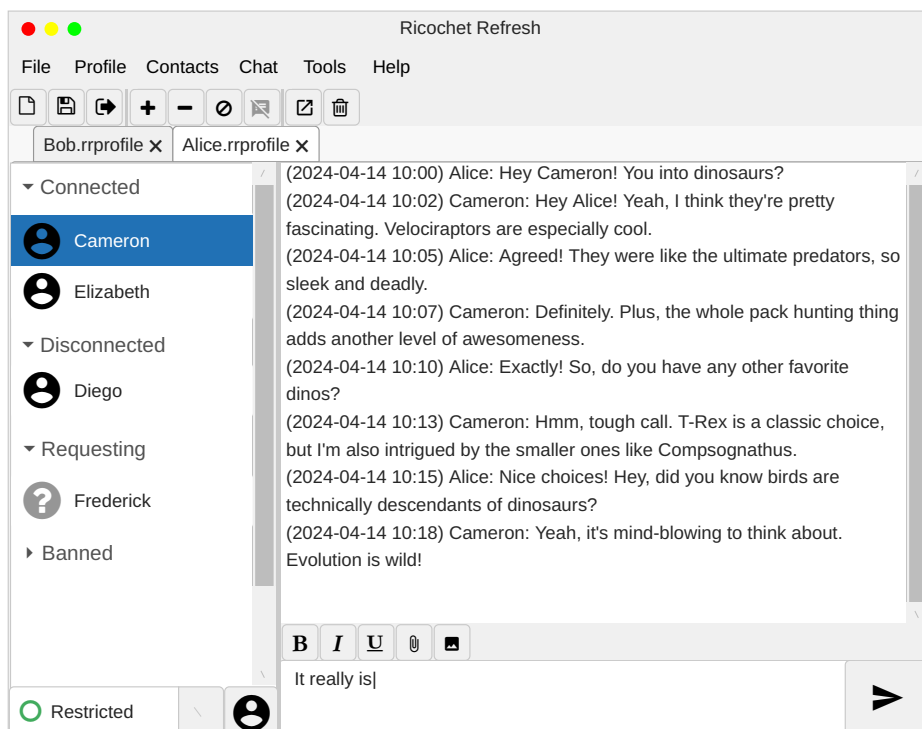 Ricochet Refresh
File Profile Contacts Chat Tools Help
Bob.rrprofile Alice.rrprofile
Connected
Cameron
Elizabeth
Disconnected
Diego
Requesting
Frederick
Banned
Restricted
(2024-04-14 10:00) Alice: Hey Cameron! You into dinosaurs?
(2024-04-14 10:02) Cameron: Hey Alice! Yeah, I think they're pretty
fascinating. Velociraptors are especially cool.
(2024-04-14 10:05) Alice: Agreed! They were like the ultimate predators, so
sleek and deadly.
(2024-04-14 10:07) Cameron: Definitely. Plus, the whole pack hunting thing
adds another level of awesomeness.
(2024-04-14 10:10) Alice: Exactly! So, do you have any other favorite
dinos?
(2024-04-14 10:13) Cameron: Hmm, tough call. T-Rex is a classic choice,
but I'm also intrigued by the smaller ones like Compsognathus.
(2024-04-14 10:15) Alice: Nice choices! Hey, did you know birds are
technically descendants of dinosaurs?
(2024-04-14 10:18) Cameron: Yeah, it's mind-blowing to think about.
Evolution is wild!
B I U
It really is